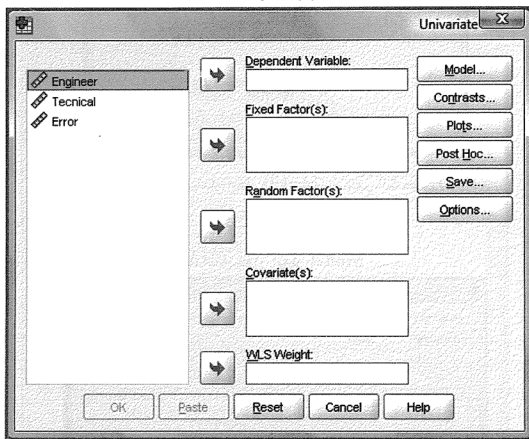 Univariate
Engineer
Tecnical
Error
Dependent Variable:
Fixed Factor(s):
Random Factor(s):
Covariate(s):
WLS Weight:
Model...
Contrasts...
Plots...
Post Hoc...
Save...
Options...
OK
Paste
Reset
Cancel
Help